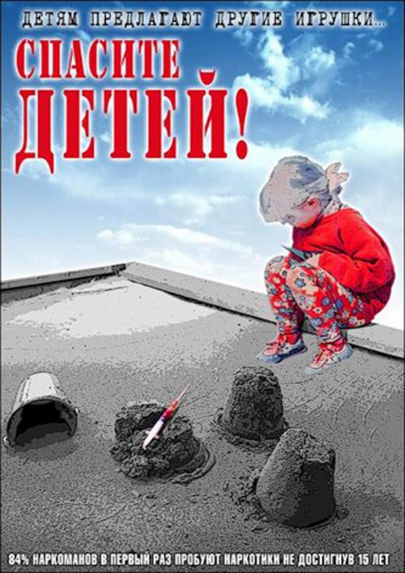 ДЕТЯМ ПРЕДЛАГАЮТ ДРУГИЕ ИГРУШКИ...
СПАСИТЕ
ДЕТЕЙ!
84% НАРКОМАНОВ В ПЕРВЫЙ РАЗ ПРОБУЮТ НАРКОТИКИ НЕ ДОСТИГНУВ 15 ЛЕТ